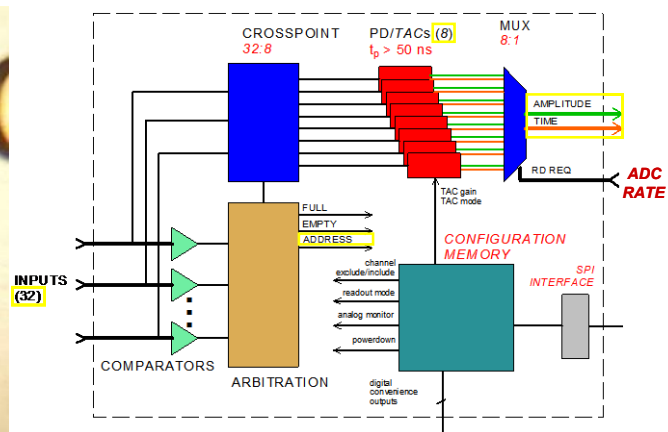 CROSSPOINT
32:8
PD/TACs (8)
tp > 50 ns
MUX
8:1
AMPLITUDE
TIME
RD REQ
ADC
RATE
TAC gain
TAC mode
FULL
EMPTY
ADDRESS
INPUTS
(32)
COMPARATORS
ARBITRATION
CONFIGURATION
MEMORY
channel
exclude/include
readout mode
analog monitor
powerdown
SPI
INTERFACE
digital
convenience
outputs